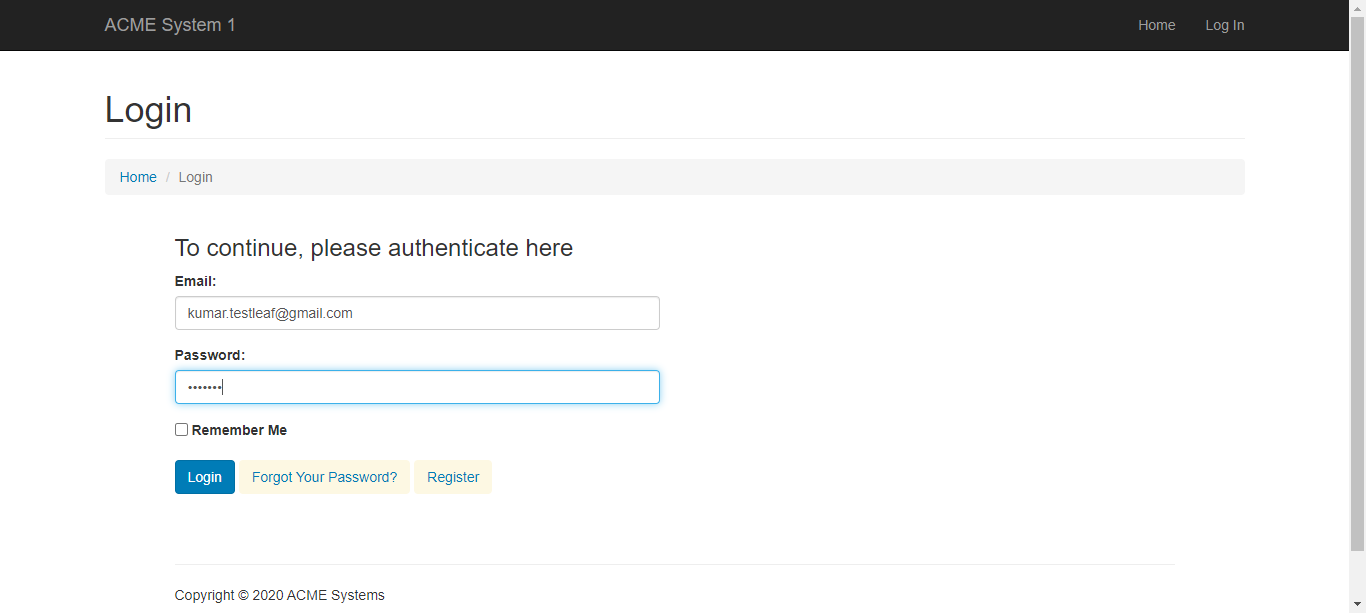 ACME System 1 Home Log In
Login
Home / Login
To continue, please authenticate here
Email:
kumar.testleaf@gmail.com
Password:
•••••••
Remember Me
Login Forgot Your Password? Register
Copyright © 2020 ACME Systems